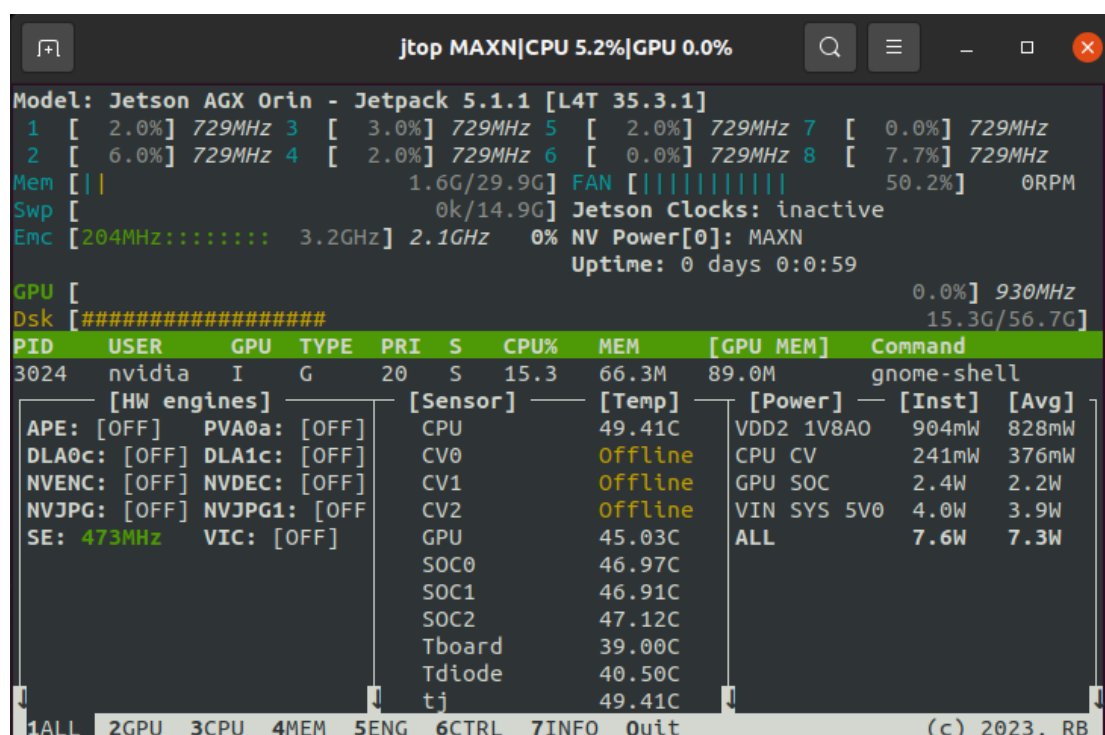 jtop MAXN|CPU 5.2%|GPU 0.0%
Model: Jetson AGX Orin - Jetpack 5.1.1 [L4T 35.3.1]
1 [ 2.0%] 729MHz 3 [ 3.0%] 729MHz 5 [ 2.0%] 729MHz 7 [ 0.0%] 729MHz
2 [ 6.0%] 729MHz 4 [ 2.0%] 729MHz 6 [ 0.0%] 729MHz 8 [ 7.7%] 729MHz
Mem [|| 1.6G/29.9G] FAN [||||||||||| 50.2%] 0RPM
Swp [ 0k/14.9G] Jetson Clocks: inactive
Emc [204MHz:::::::: 3.2GHz] 2.1GHz 0% NV Power[0]: MAXN
Uptime: 0 days 0:0:59
GPU [ 0.0%] 930MHz
Dsk [################## 15.3G/56.7G]
PID USER GPU TYPE PRI S CPU% MEM [GPU MEM] Command
3024 nvidia I G 20 S 15.3 66.3M 89.0M gnome-shell
[HW engines] [Sensor] [Temp] [Power] [Inst] [Avg]
APE: [OFF] PVA0a: [OFF] CPU 49.41C VDD2 1V8AO 904mW 828mW
DLA0c: [OFF] DLA1c: [OFF] CV0 Offline CPU CV 241mW 376mW
NVENC: [OFF] NVDEC: [OFF] CV1 Offline GPU SOC 2.4W 2.2W
NVJPG: [OFF] NVJPG1: [OFF CV2 Offline VIN SYS 5V0 4.0W 3.9W
SE: 473MHz VIC: [OFF] GPU 45.03C ALL 7.6W 7.3W
SOC0 46.97C
SOC1 46.91C
SOC2 47.12C
Tboard 39.00C
Tdiode 40.50C
tj 49.41C
1ALL 2GPU 3CPU 4MEM 5ENG 6CTRL 7INFO Quit (c) 2023, RB